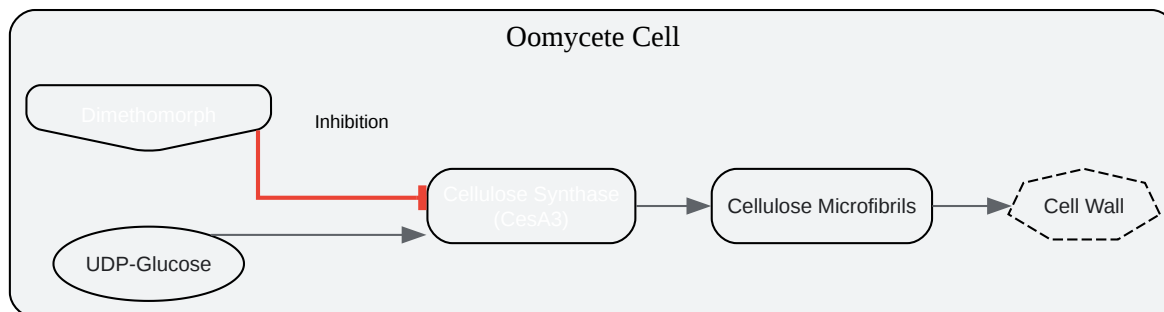 Oomycete Cell
Dimethomorph
Inhibition
Cellulose Synthase
(CesA3)
Cellulose Microfibrils
Cell Wall
UDP-Glucose